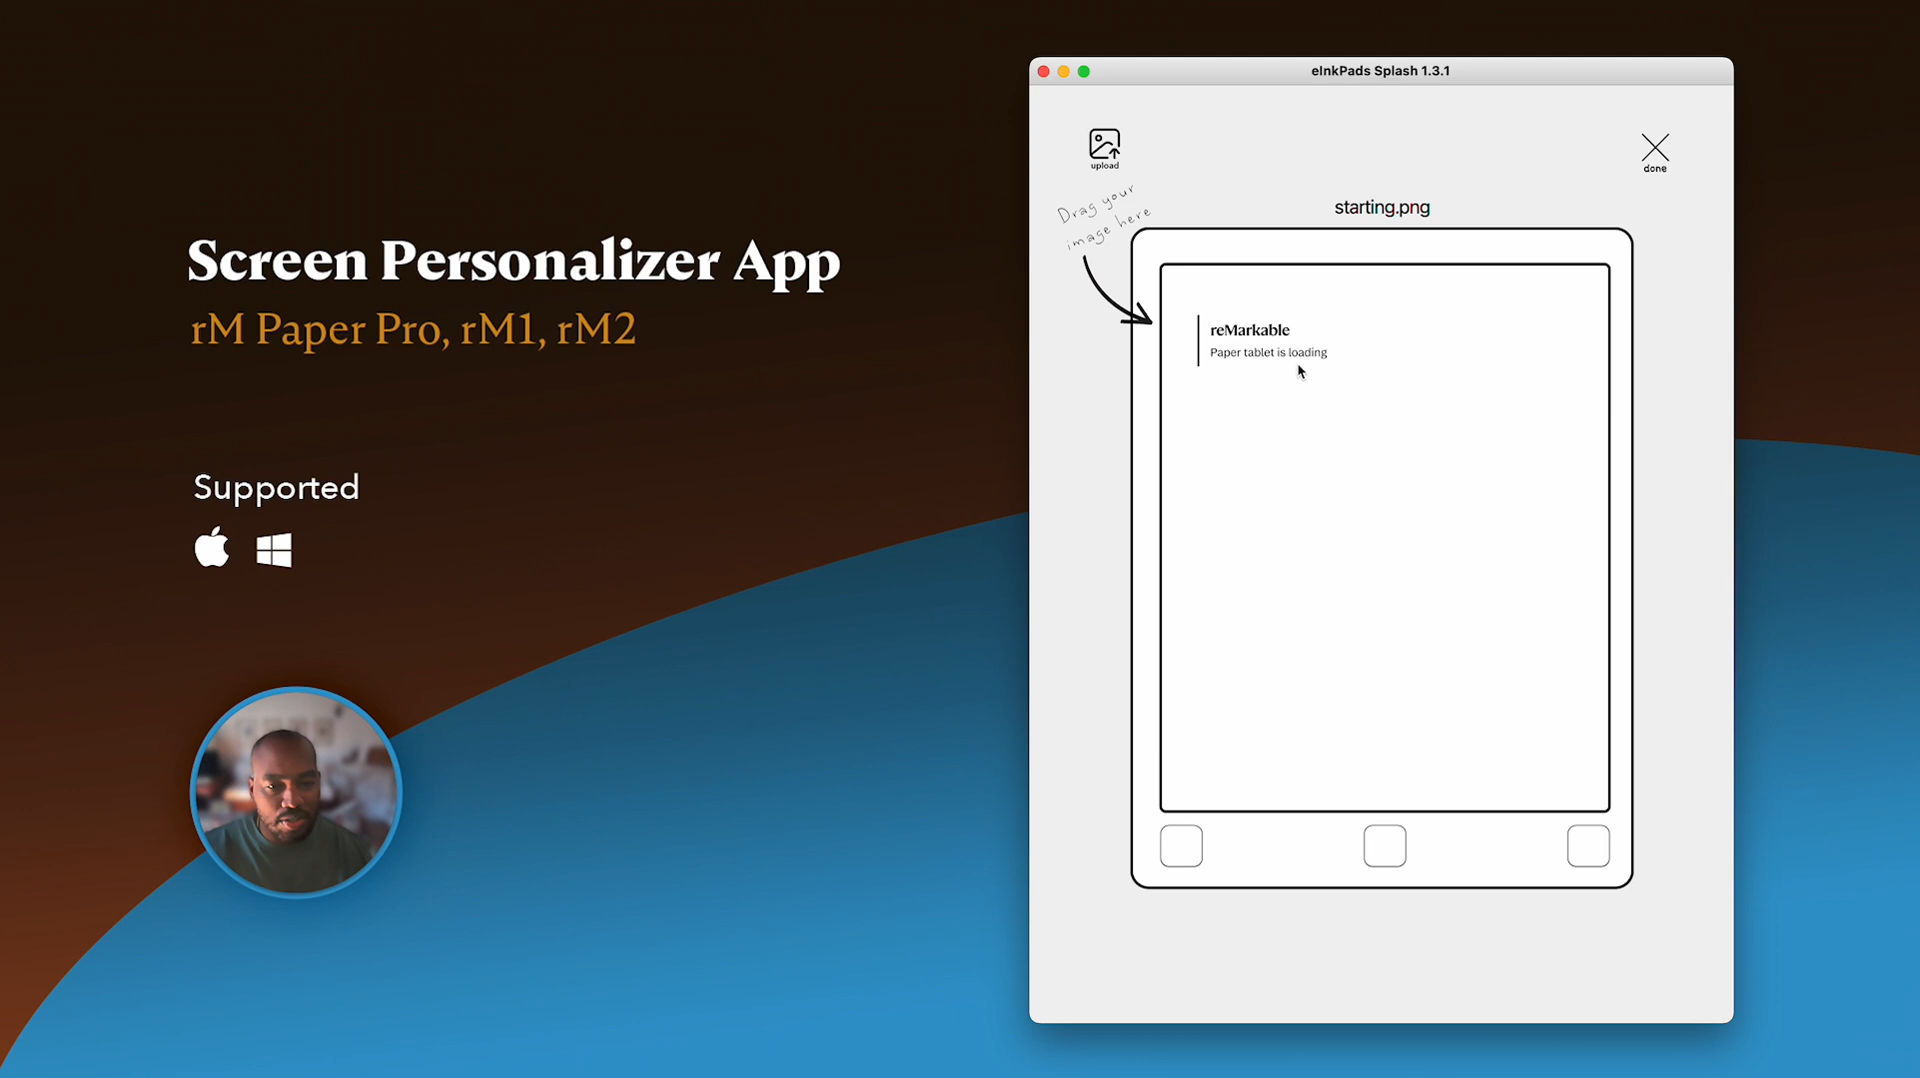 Screen Personalizer App
rM Paper Pro, rM1, rM2
Supported
eInkPads Splash 1.3.1
upload
done
Drag your
image here
starting.png
reMarkable
Paper tablet is loading